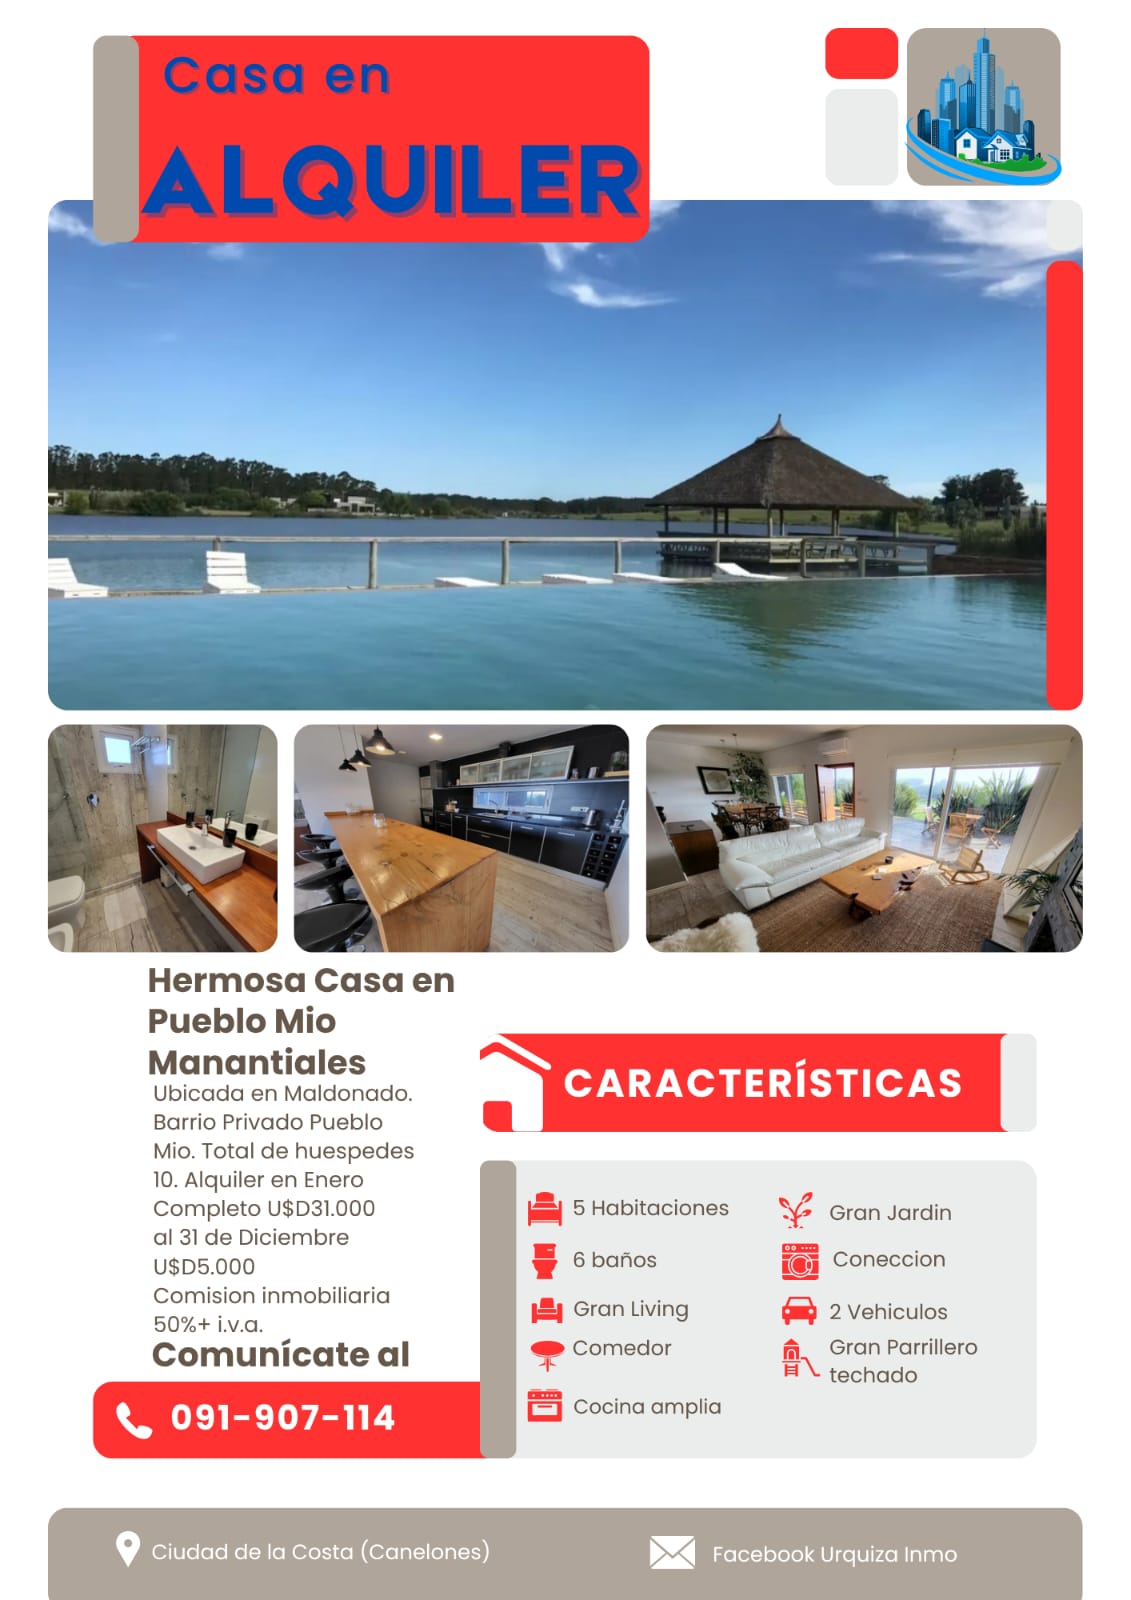 Casa en
ALQUILER
Hermosa Casa en
Pueblo Mio
Manantiales
Ubicada en Maldonado.
Barrio Privado Pueblo
Mio. Total de huespedes
10. Alquiler en Enero
Completo U$D31.000
al 31 de Diciembre
U$D5.000
Comision inmobiliaria
50%+ i.v.a.
Comunícate al
091-907-114
CARACTERÍSTICAS
5 Habitaciones
6 baños
Gran Living
Comedor
Cocina amplia
Gran Jardin
Coneccion
2 Vehiculos
Gran Parrillero
techado
Ciudad de la Costa (Canelones)
Facebook Urquiza Inmo